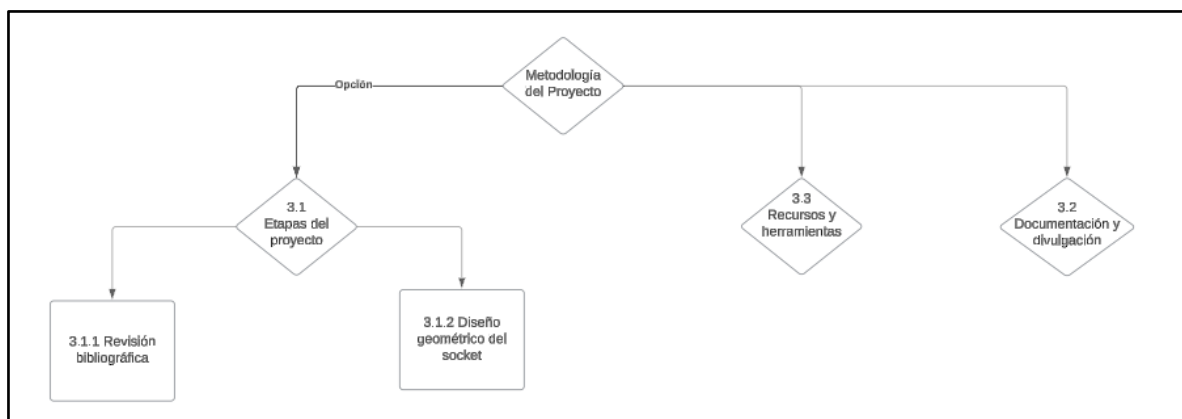 Metodología
del Proyecto
Opción
3.1
Etapas del
proyecto
3.3
Recursos y
herramientas
3.2
Documentación y
divulgación
3.1.1 Revisión
bibliográfica
3.1.2 Diseño
geométrico del
socket